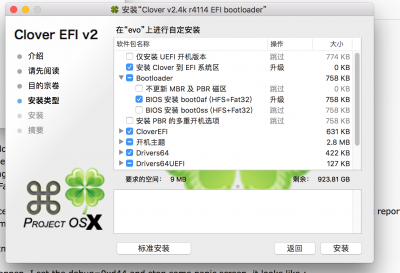 安装“Clover v2.4k r4114 EFI bootloader”
Clover EFI v2
在“evo”上进行自定安装
介绍
请先阅读
目的宗卷
安装类型
安装
摘要
软件包名称 操作 大小
仅安装 UEFI 开机版本 跳过 774 KB
安装 Clover 到 EFI 系统区 升级 0 KB
Bootloader 758 KB
不更新 MBR 及 PBR 磁区 跳过 0 KB
BIOS 安装 boot0af (HFS+Fat32) 升级 758 KB
BIOS 安装 boot0ss (HFS+Fat32) 跳过 758 KB
安装 PBR 的多重开机选项 跳过 0 KB
CloverEFI 631 KB
开机主题 2.8 MB
Drivers64 422 KB
Drivers64UEFI 127 KB
要求的空间： 9 MB 剩余： 923.81 GB
PROJECT OSX
标准安装 返回 安装
repor